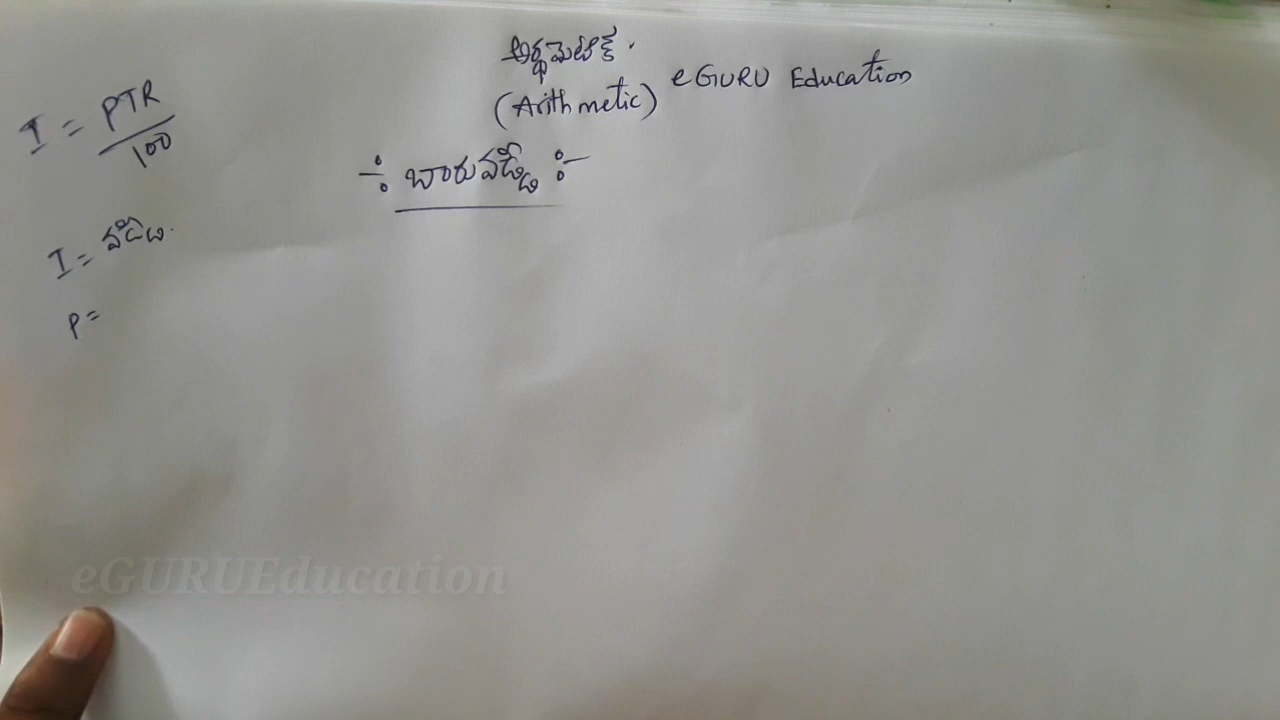 అర్థమెటిక్.
(Arithmetic) eGURU Education
÷ బారువడ్డీ ÷
I = PTR
100
I = వడ్డీ.
P =
eGURUEducation